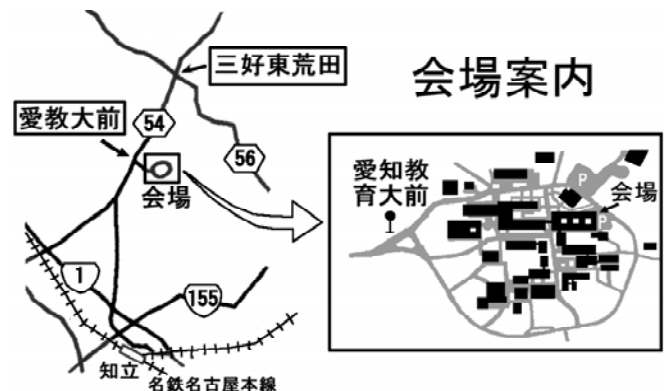 三好東荒田
会場案内
愛教大前
54
56
会場
1
155
知立
名鉄名古屋本線
愛知教
育大前
P
会場
P